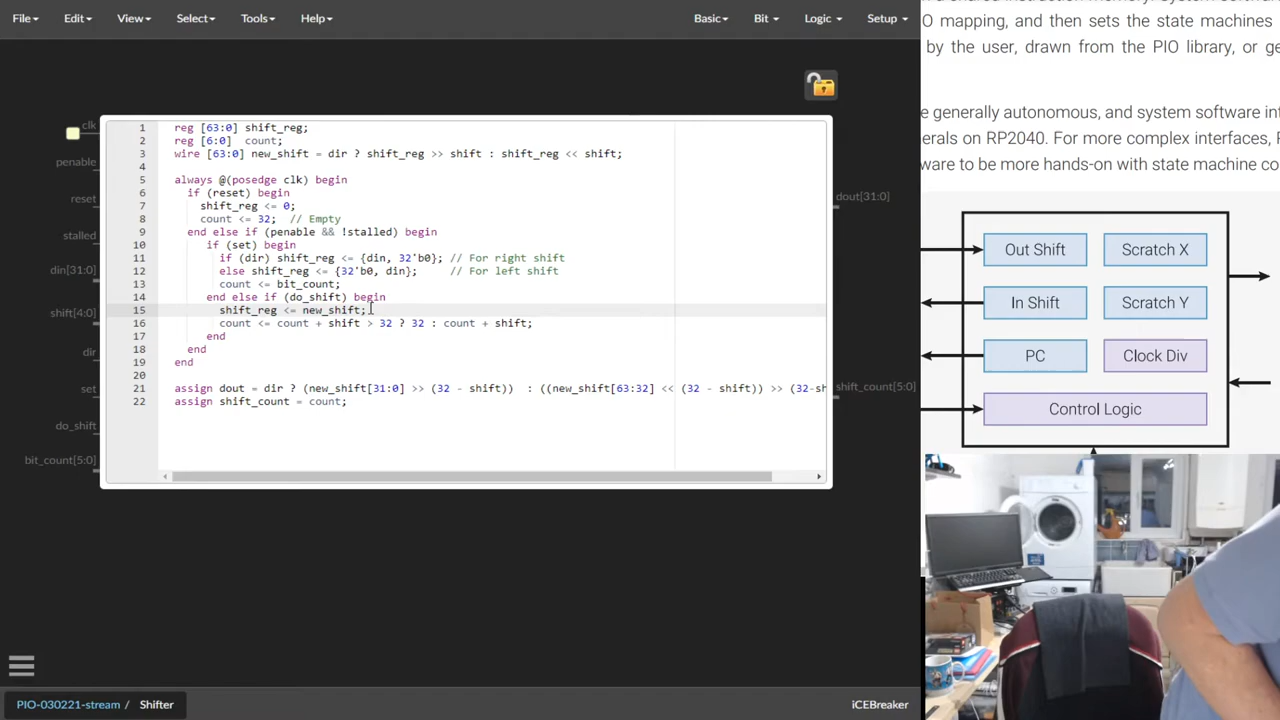 File Edit View Select Tools Help Basic Bit Logic Setup
clk
penable
reset
stalled
din[31:0]
shift[4:0]
dir
set
do_shift
bit_count[5:0]
1 reg [63:0] shift_reg;
2 reg [6:0]  count;
3 wire [63:0] new_shift = dir ? shift_reg >> shift : shift_reg << shift;
4
5 always @(posedge clk) begin
6 if (reset) begin
7 shift_reg <= 0;
8 count <= 32;  // Empty
9 end else if (penable && !stalled) begin
10 if (set) begin
11 if (dir) shift_reg <= {din, 32'b0}; // For right shift
12 else shift_reg <= {32'b0, din};     // For left shift
13 count <= bit_count;
14 end else if (do_shift) begin
15 shift_reg <= new_shift;
16 count <= count + shift > 32 ? 32 : count + shift;
17 end
18 end
19 end
20
21 assign dout = dir ? (new_shift[31:0] >> (32 - shift))  : ((new_shift[63:32] << (32 - shift)) >> (32-sh
22 assign shift_count = count;
dout[31:0]
shift_count[5:0]
PIO-030221-stream / Shifter
iCEBreaker
O mapping, and then sets the state machines
by the user, drawn from the PIO library, or ge
e generally autonomous, and system software int
erals on RP2040. For more complex interfaces, P
ware to be more hands-on with state machine co
Out Shift Scratch X
In Shift Scratch Y
PC Clock Div
Control Logic